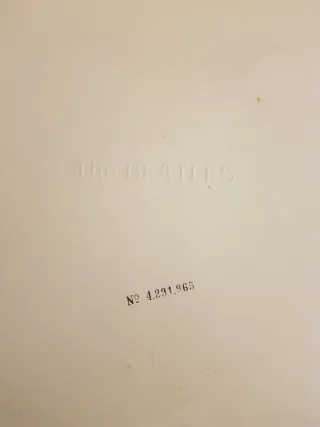 the BEATLES
Nº 4,291,965